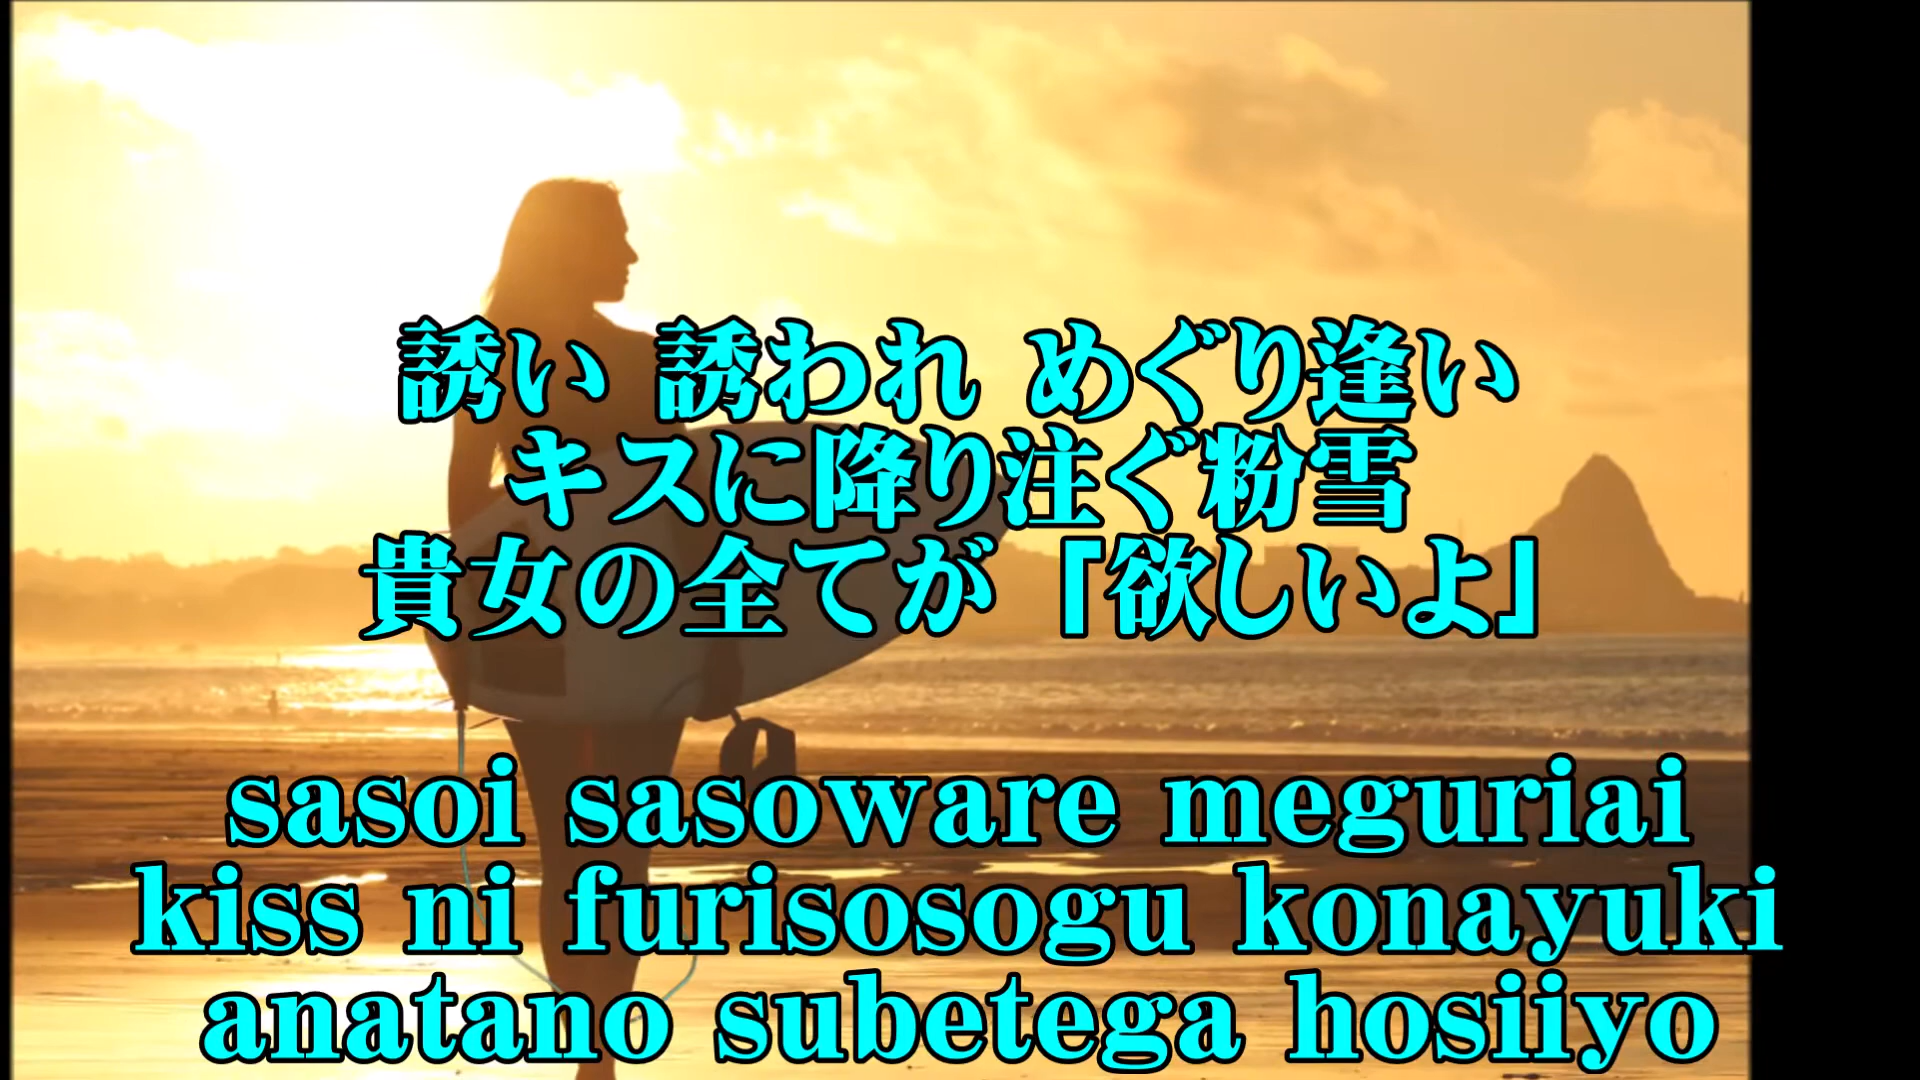 誘い 誘われ めぐり逢い
キスに降り注ぐ粉雪
貴女の全てが「欲しいよ」
sasoi sasoware meguriai
kiss ni furisosogu konayuki
anatano subetega hosiiyo